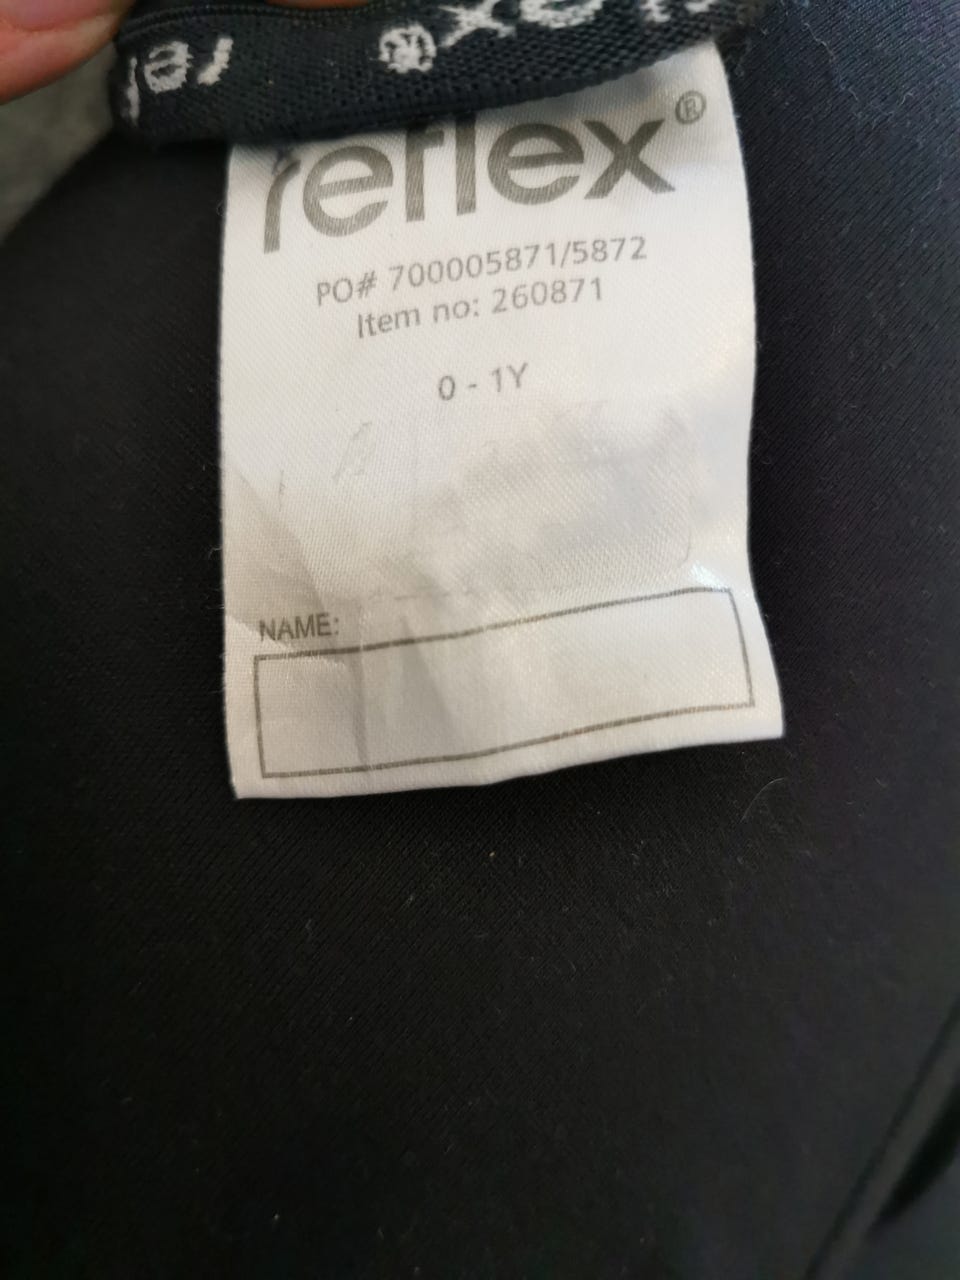 reflex®
PO# 700005871/5872
Item no: 260871
0 - 1Y
NAME: